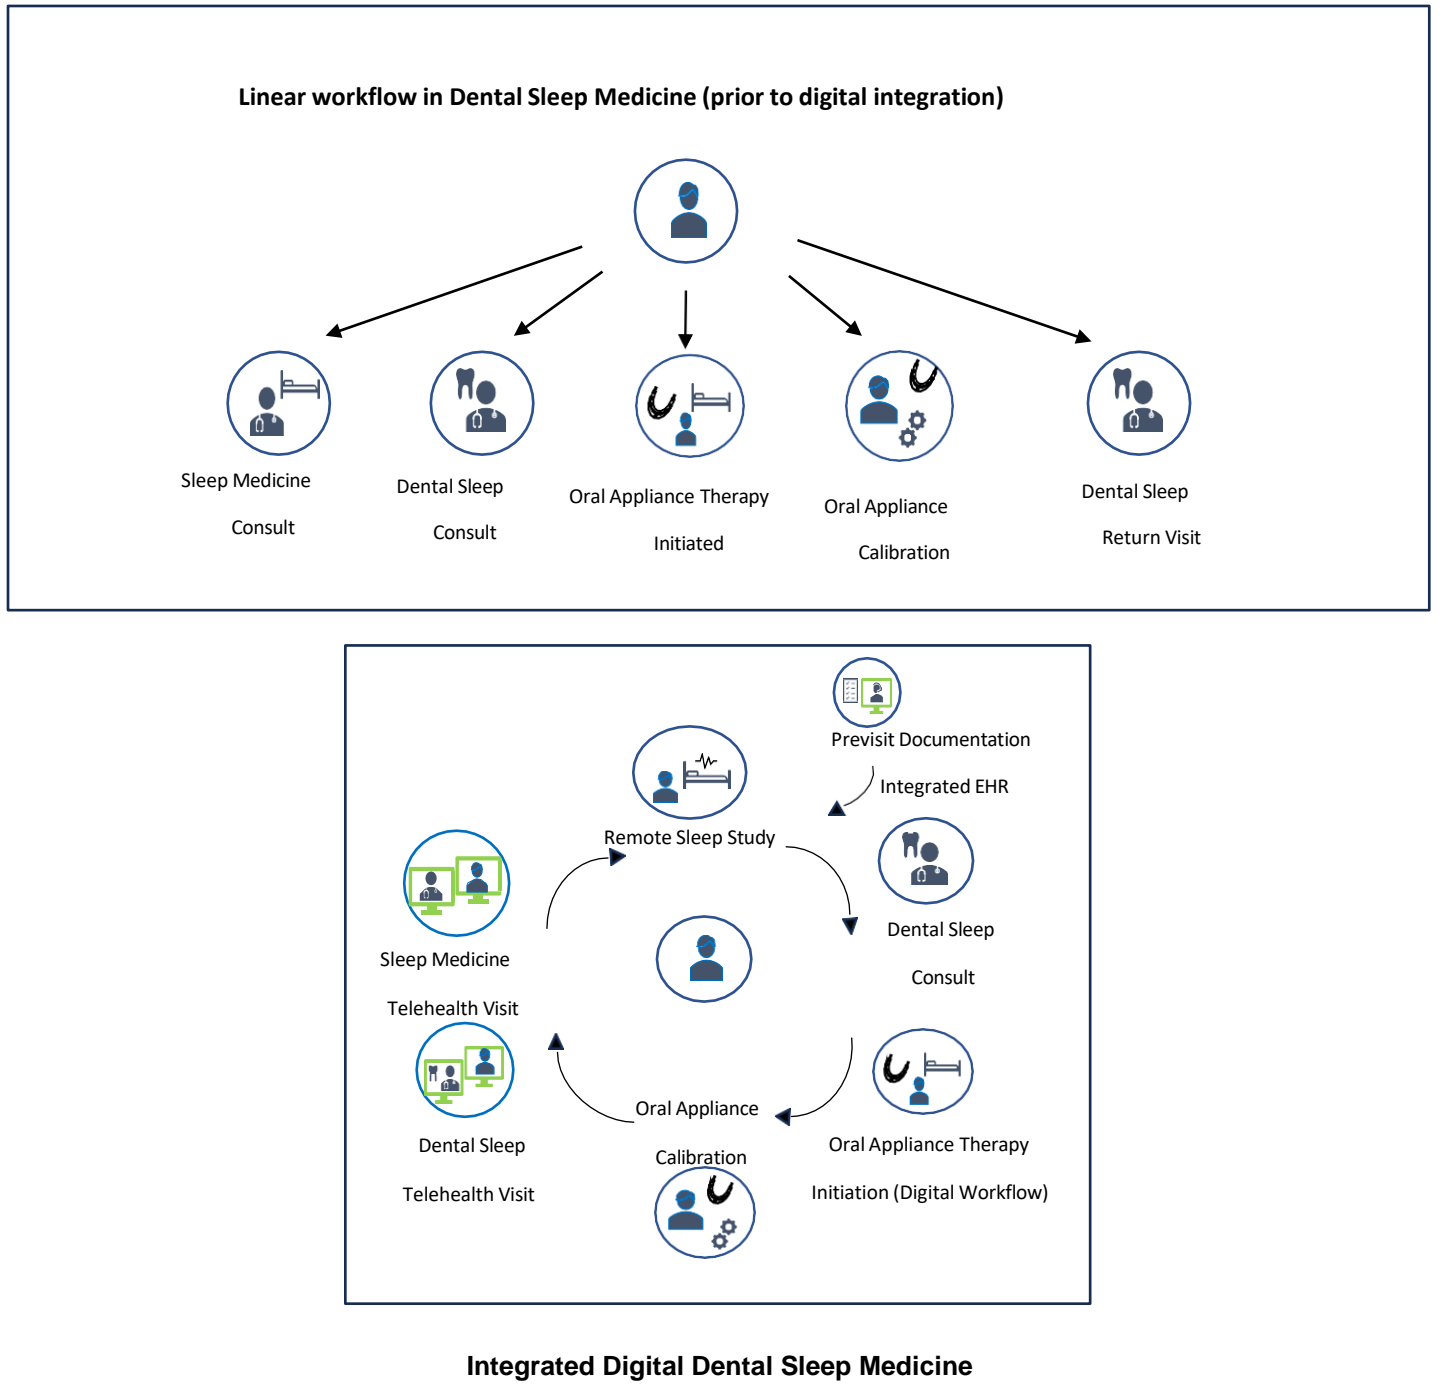 Linear workflow in Dental Sleep Medicine (prior to digital integration)
Sleep Medicine
Consult
Dental Sleep
Consult
Oral Appliance Therapy
Initiated
Oral Appliance
Calibration
Dental Sleep
Return Visit
Previsit Documentation
Integrated EHR
Remote Sleep Study
Dental Sleep
Consult
Sleep Medicine
Telehealth Visit
Oral Appliance Therapy
Initiation (Digital Workflow)
Oral Appliance
Calibration
Dental Sleep
Telehealth Visit
Integrated Digital Dental Sleep Medicine